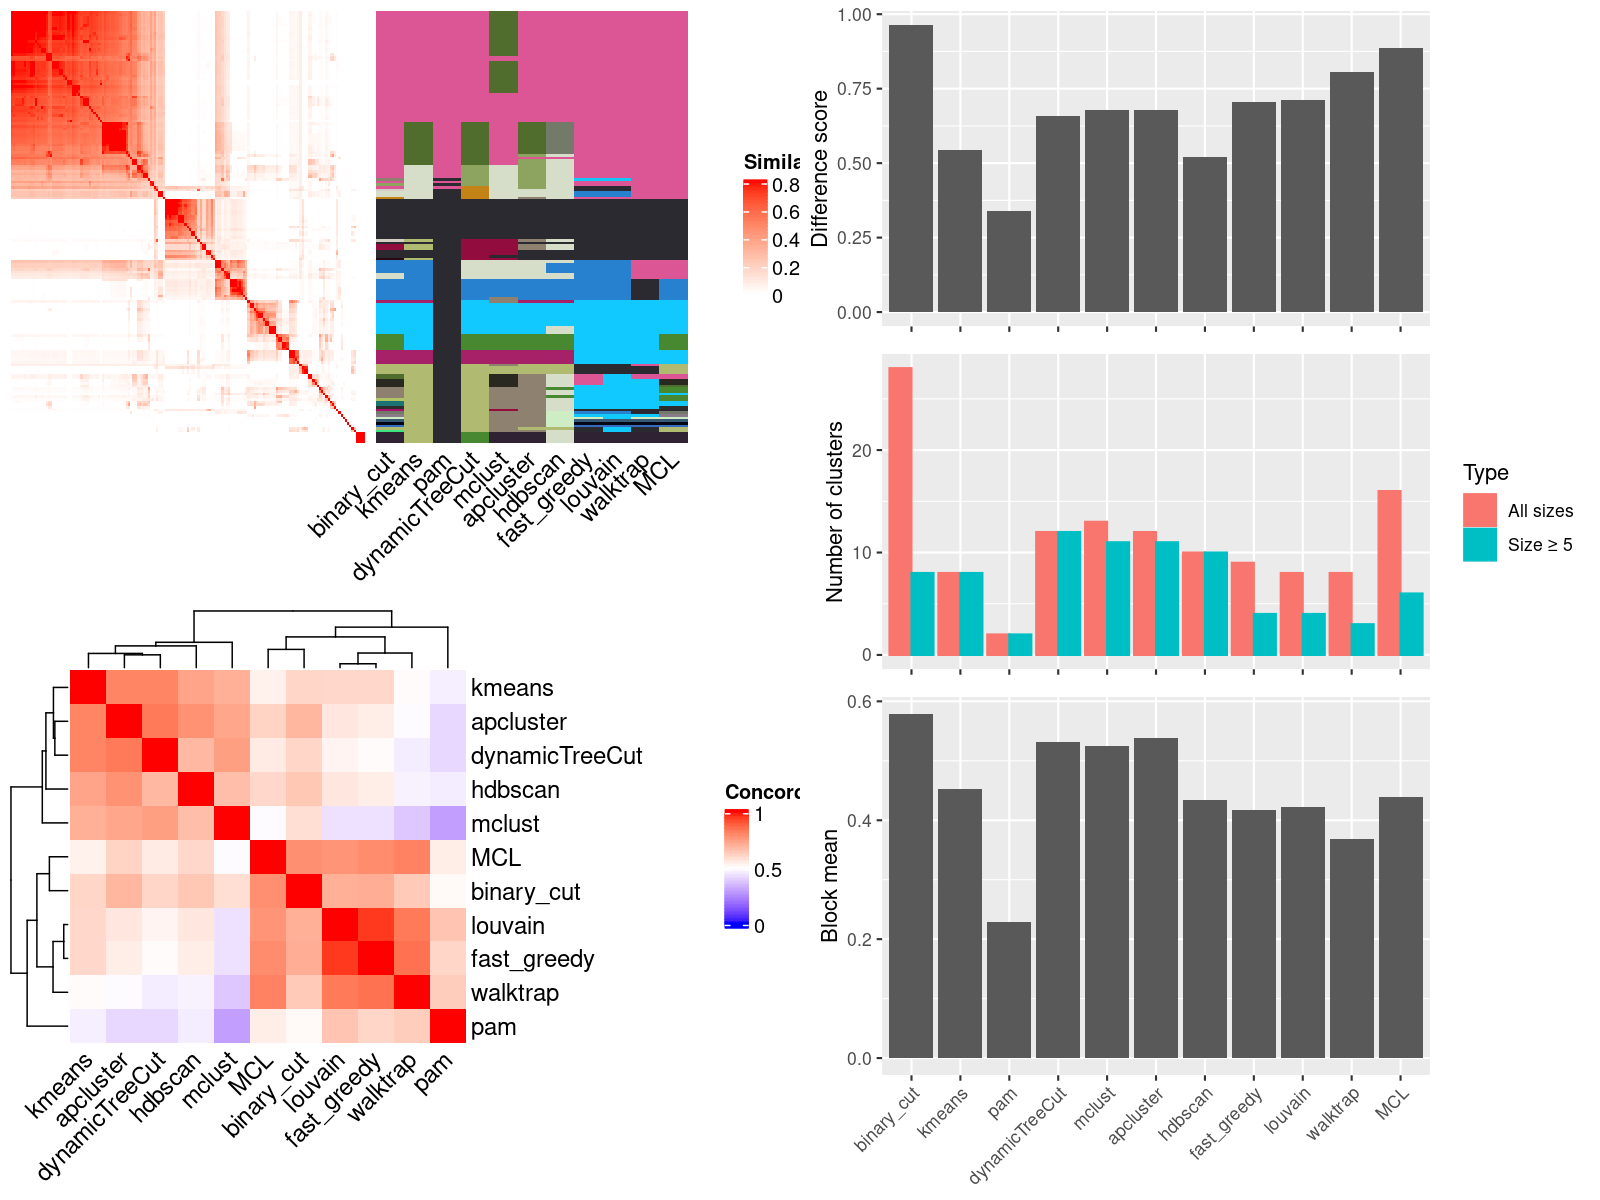 Simila
0.8
0.6
0.4
0.2
0
binary_cut
kmeans
pam
dynamicTreeCut
mclust
apcluster
hdbscan
fast_greedy
louvain
walktrap
MCL
kmeans
apcluster
dynamicTreeCut
hdbscan
mclust
MCL
binary_cut
louvain
fast_greedy
walktrap
pam
kmeans
apcluster
dynamicTreeCut
hdbscan
mclust
MCL
binary_cut
louvain
fast_greedy
walktrap
pam
Concord
1
0.5
0
Difference score
1.00
0.75
0.50
0.25
0.00
Number of clusters
20
10
0
Type
All sizes
Size ≥ 5
Block mean
0.6
0.4
0.2
0.0
binary_cut
kmeans
pam
dynamicTreeCut
mclust
apcluster
hdbscan
fast_greedy
louvain
walktrap
MCL